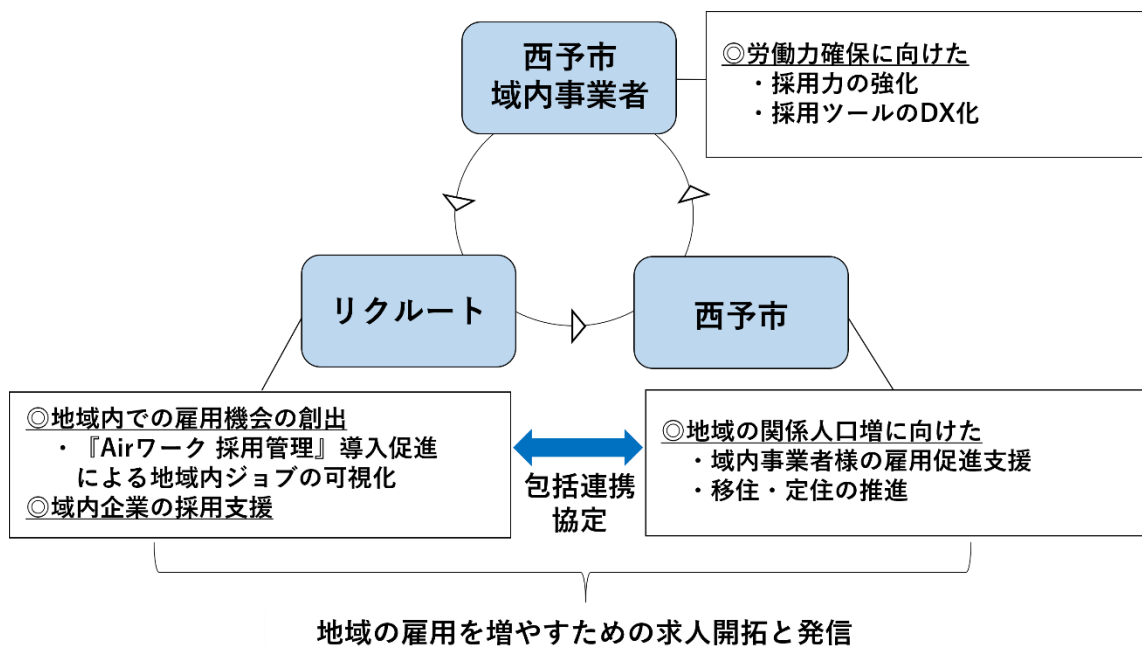 西予市
域内事業者
◎労働力確保に向けた
・採用力の強化
・採用ツールのDX化
リクルート
西予市
◎地域内での雇用機会の創出
・『Airワーク 採用管理』導入促進
による地域内ジョブの可視化
◎域内企業の採用支援
包括連携
協定
◎地域の関係人口増に向けた
・域内事業者様の雇用促進支援
・移住・定住の推進
地域の雇用を増やすための求人開拓と発信